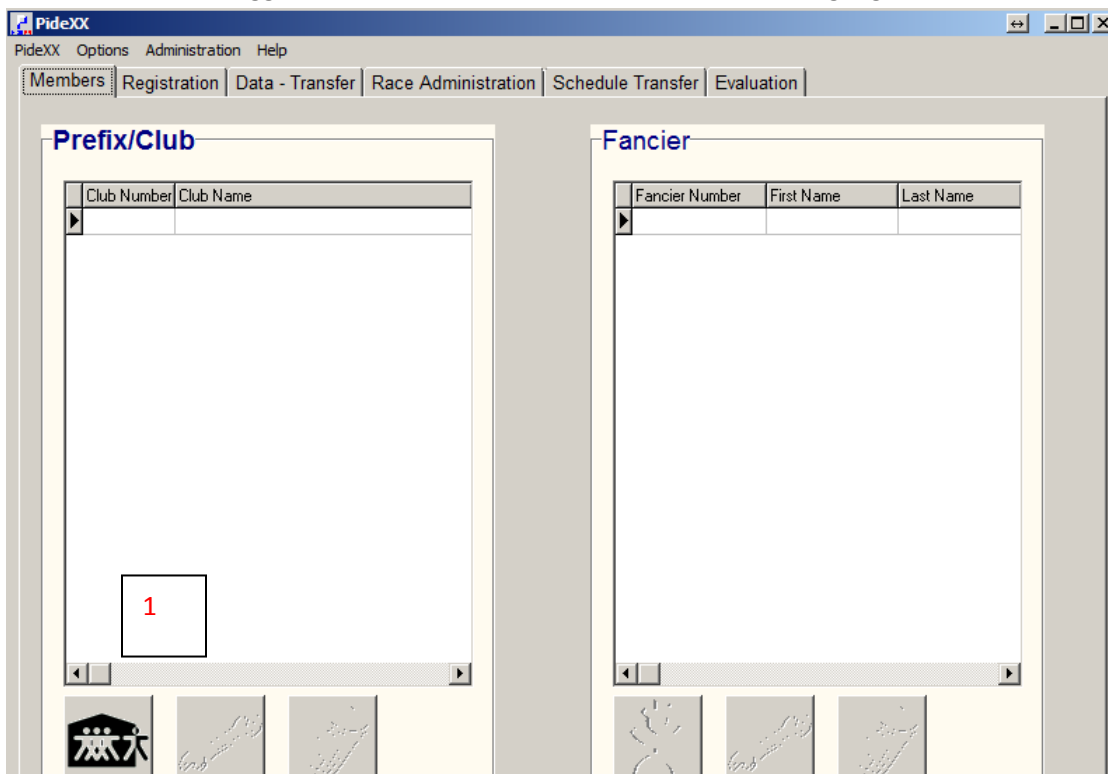 PideXX
PideXX Options Administration Help
Members Registration Data - Transfer Race Administration Schedule Transfer Evaluation
Prefix/Club
Club Number Club Name
1
Fancier
Fancier Number First Name Last Name